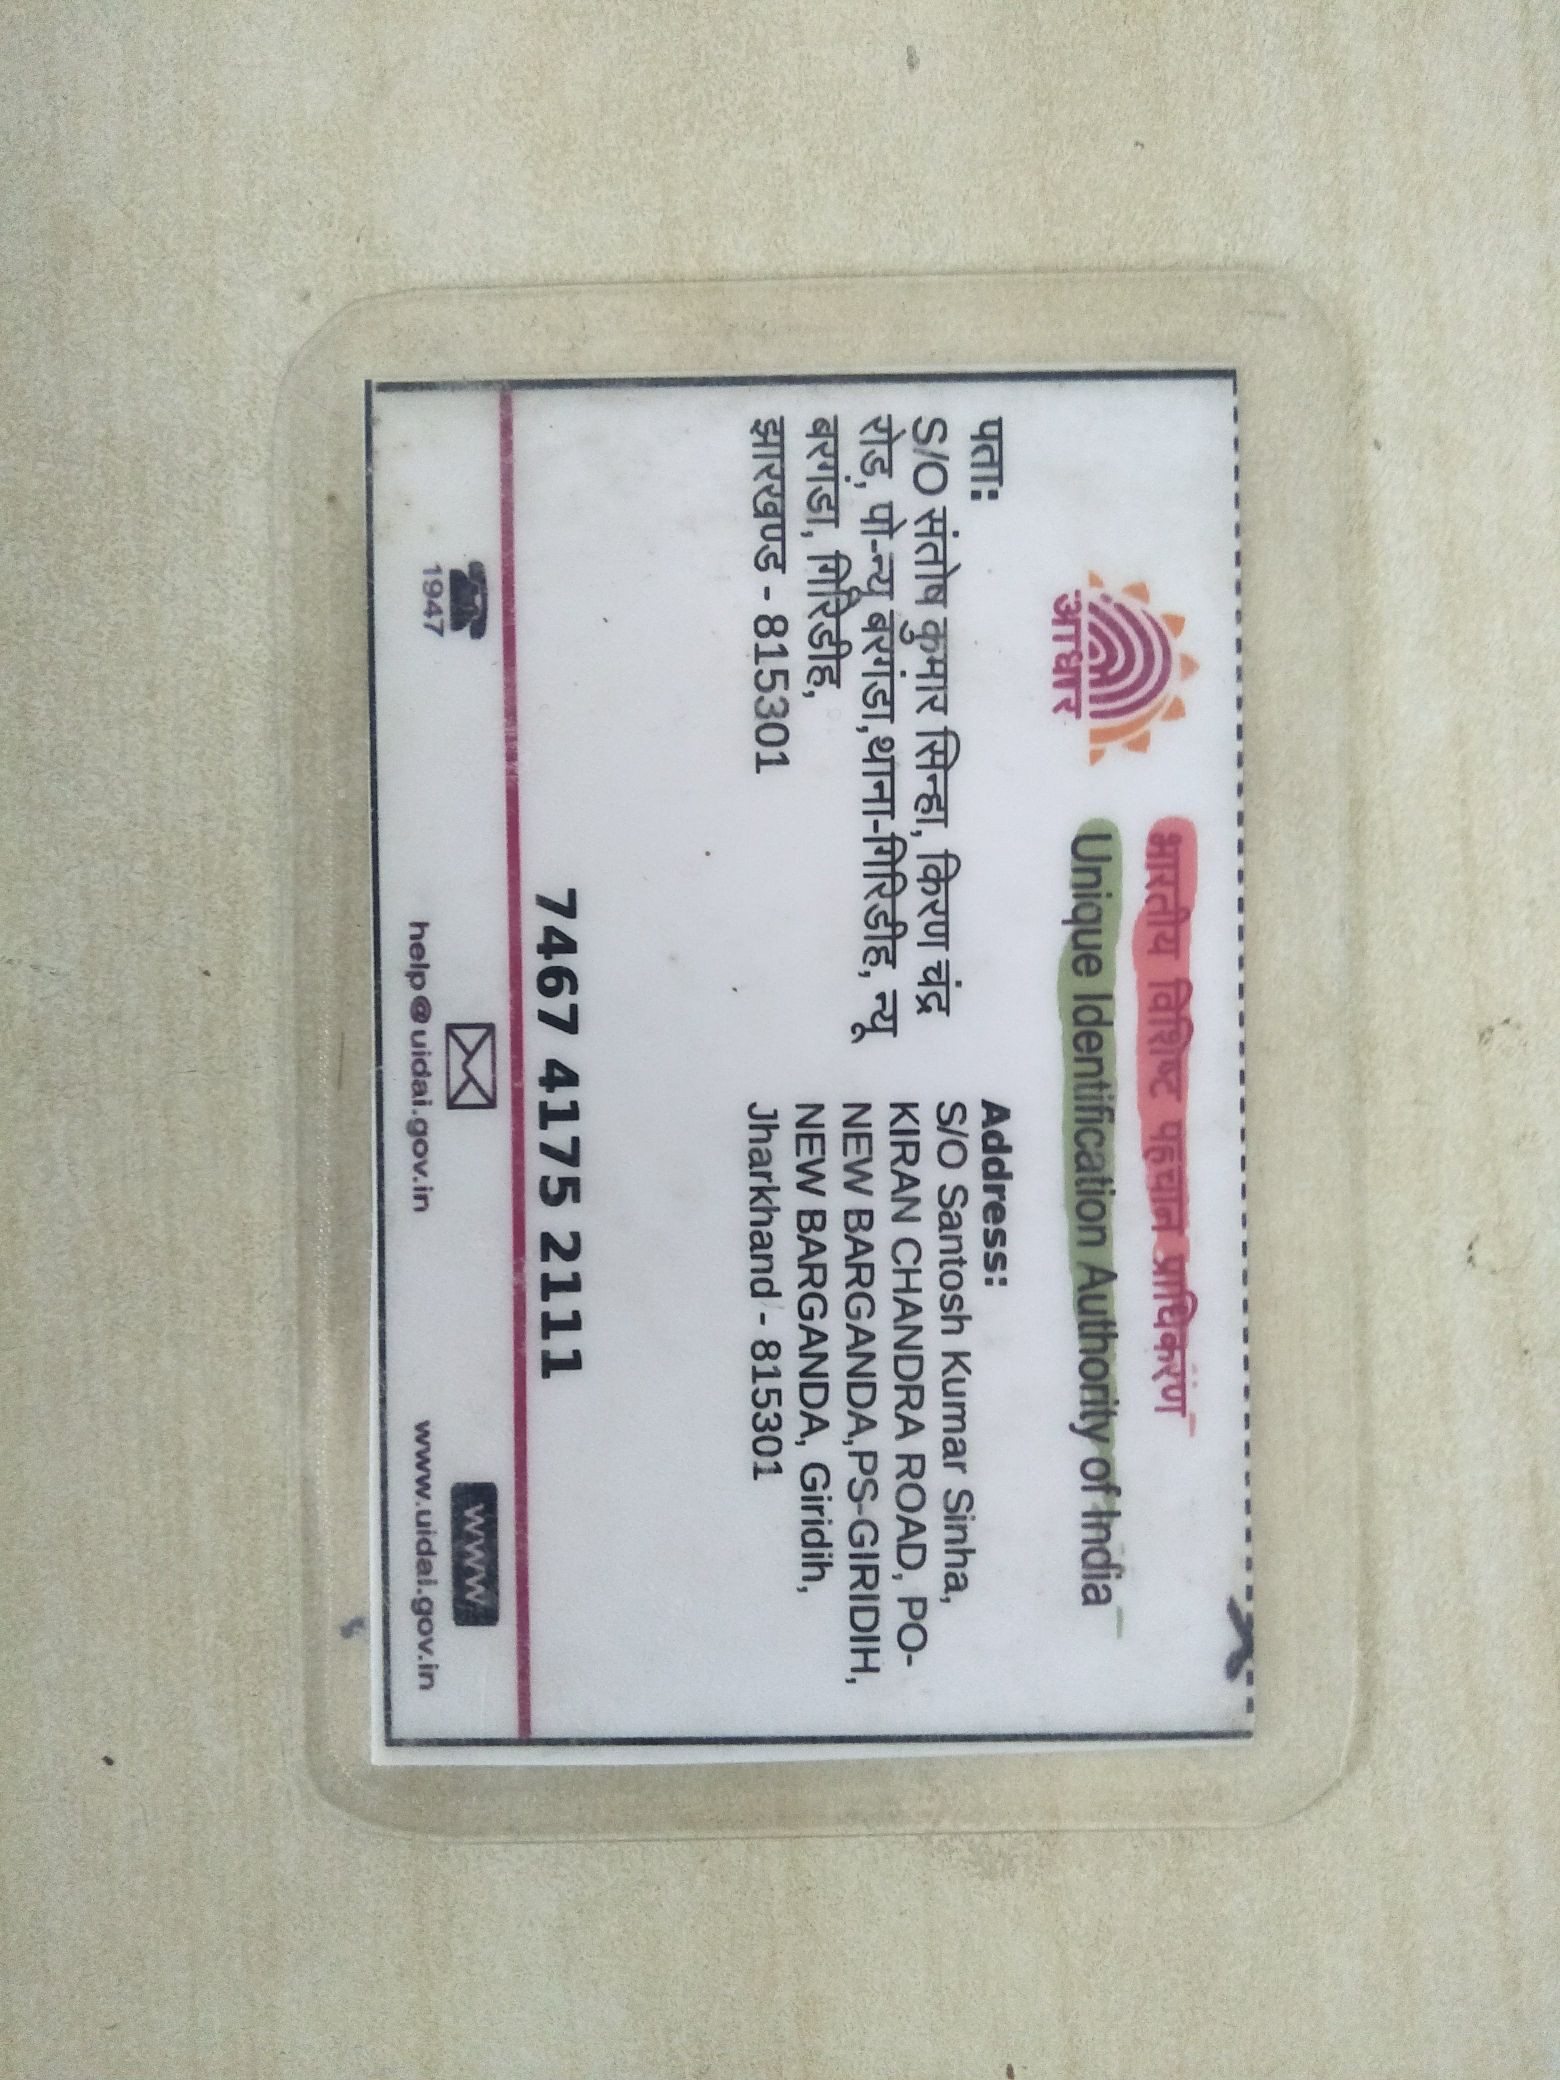 भारतीय विशिष्ट पहचान प्राधिकरण
Unique Identification Authority of India
आधार
पता:
S/O संतोष कुमार सिन्हा, किरण चंद्र
रोड, पो-न्यू बरगंडा,थाना-गिरिडीह, न्यू
बरगंडा, गिरिडीह,
झारखण्ड - 815301
Address:
S/O Santosh Kumar Sinha,
KIRAN CHANDRA ROAD, PO-
NEW BARGANDA,PS-GIRIDIH,
NEW BARGANDA, Giridih,
Jharkhand - 815301
7467 4175 2111
1947
help@uidai.gov.in
www
www.uidai.gov.in